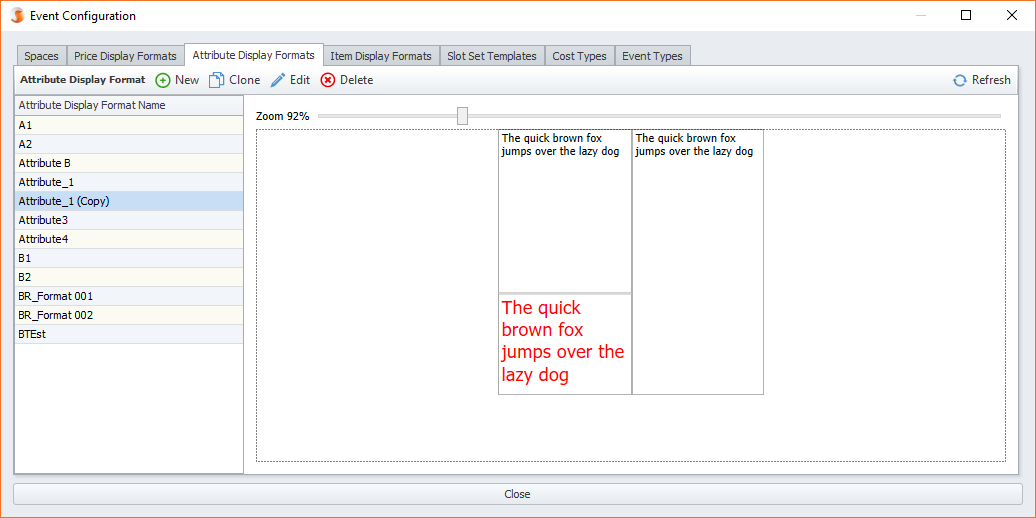 Event Configuration
Spaces Price Display Formats Attribute Display Formats Item Display Formats Slot Set Templates Cost Types Event Types
Attribute Display Format New Clone Edit Delete Refresh
Attribute Display Format Name
A1
A2
Attribute B
Attribute_1
Attribute_1 (Copy)
Attribute3
Attribute4
B1
B2
BR_Format 001
BR_Format 002
BTEst
Zoom 92%
The quick brown fox
jumps over the lazy dog
The quick
brown fox
jumps over the
lazy dog
The quick brown fox
jumps over the lazy dog
Close